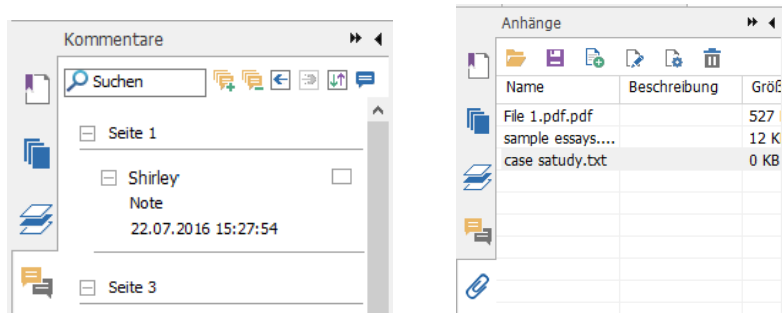 Kommentare
Suchen
Seite 1
Shirley
Note
22.07.2016 15:27:54
Seite 3
Anhänge
Name Beschreibung
File 1.pdf.pdf 527
sample essays.... 12 K
case satudy.txt 0 KB